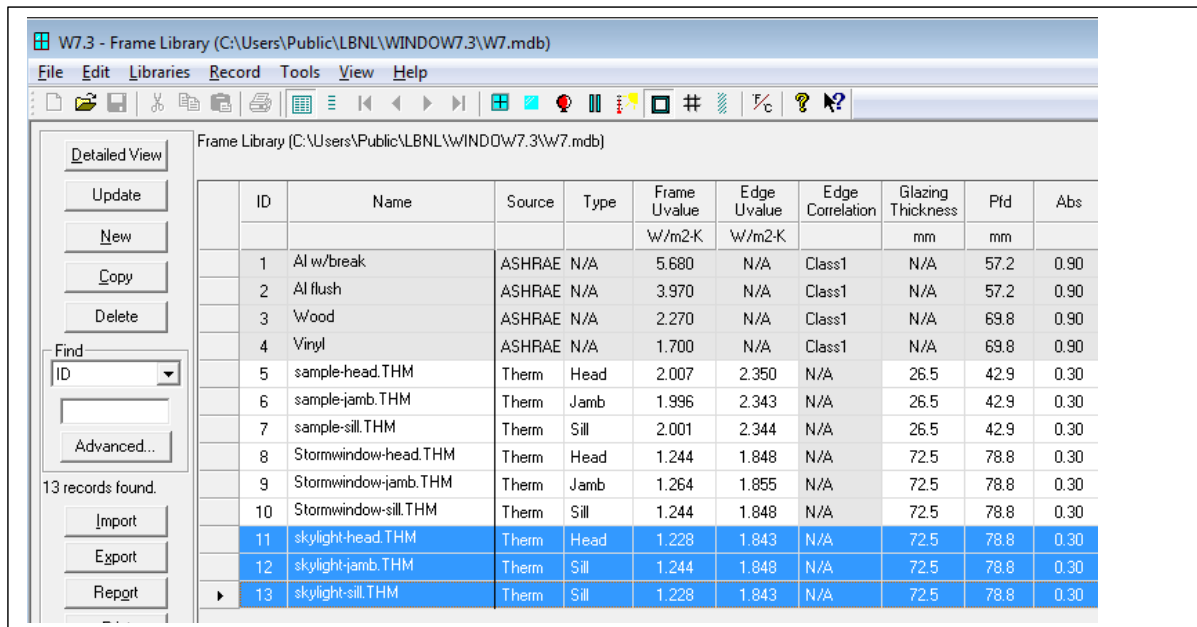 W7.3 - Frame Library (C:\Users\Public\LBNL\WINDOW7.3\W7.mdb)
File Edit Libraries Record Tools View Help
Frame Library (C:\Users\Public\LBNL\WINDOW7.3\W7.mdb)
Detailed View
Update
New
Copy
Delete
Find
ID
Advanced...
13 records found.
Import
Export
Report
ID Name Source Type Frame Uvalue Edge Uvalue Edge Correlation Glazing Thickness Pfd Abs
W/m2-K W/m2-K mm mm
1 Al w/break ASHRAE N/A 5.680 N/A Class1 N/A 57.2 0.90
2 Al flush ASHRAE N/A 3.970 N/A Class1 N/A 57.2 0.90
3 Wood ASHRAE N/A 2.270 N/A Class1 N/A 69.8 0.90
4 Vinyl ASHRAE N/A 1.700 N/A Class1 N/A 69.8 0.90
5 sample-head.THM Therm Head 2.007 2.350 N/A 26.5 42.9 0.30
6 sample-jamb.THM Therm Jamb 1.996 2.343 N/A 26.5 42.9 0.30
7 sample-sill.THM Therm Sill 2.001 2.344 N/A 26.5 42.9 0.30
8 Stormwindow-head.THM Therm Head 1.244 1.848 N/A 72.5 78.8 0.30
9 Stormwindow-jamb.THM Therm Jamb 1.264 1.855 N/A 72.5 78.8 0.30
10 Stormwindow-sill.THM Therm Sill 1.244 1.848 N/A 72.5 78.8 0.30
11 skylight-head.THM Therm Head 1.228 1.843 N/A 72.5 78.8 0.30
12 skylight-jamb.THM Therm Sill 1.244 1.848 N/A 72.5 78.8 0.30
13 skylight-sill.THM Therm Sill 1.228 1.843 N/A 72.5 78.8 0.30